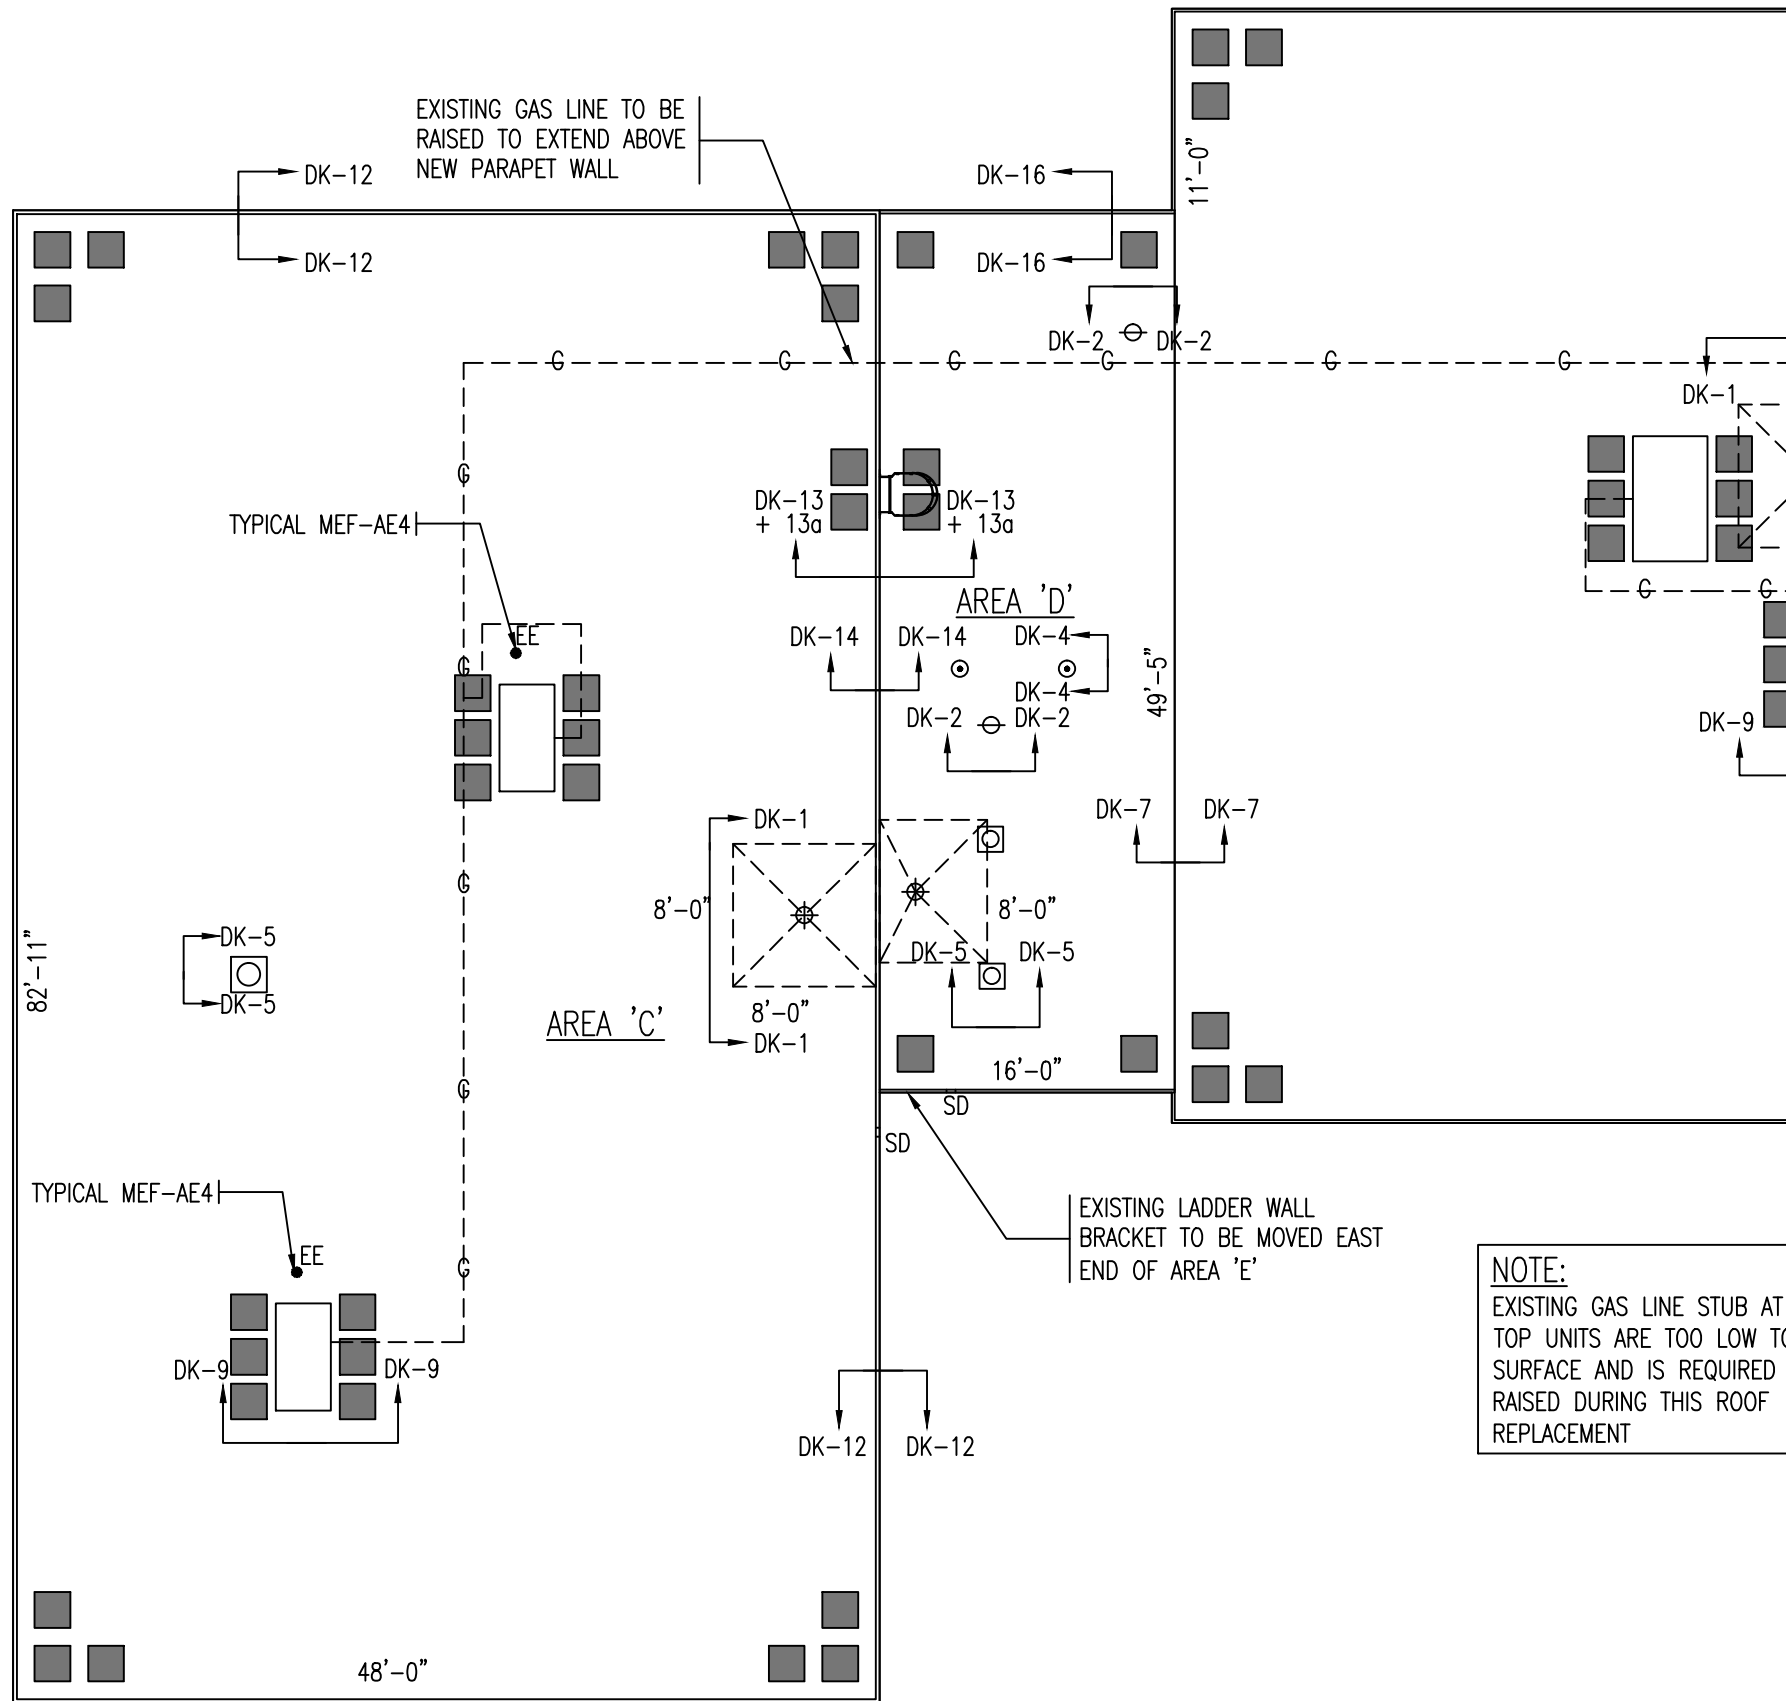 EXISTING GAS LINE TO BE
RAISED TO EXTEND ABOVE
NEW PARAPET WALL
DK-12
DK-12
DK-16
DK-16
11'-0"
DK-2
DK-2
G
G
G
G
G
G
DK-1
G
TYPICAL MEF-AE4
DK-13
+ 13a
DK-13
+ 13a
G
G
AREA 'D'
EE
DK-14
DK-14
DK-4
DK-4
G
49'-5"
DK-2
DK-2
DK-9
DK-7
DK-7
DK-1
G
8'-0"
8'-0"
DK-5
DK-5
DK-5
DK-5
82'-11"
8'-0"
AREA 'C'
DK-1
16'-0"
G
SD
SD
TYPICAL MEF-AE4
EE
G
EXISTING LADDER WALL
BRACKET TO BE MOVED EAST
END OF AREA 'E'
NOTE:
EXISTING GAS LINE STUB AT
TOP UNITS ARE TOO LOW TO
SURFACE AND IS REQUIRED
RAISED DURING THIS ROOF
REPLACEMENT
DK-9
DK-9
DK-12
DK-12
48'-0"